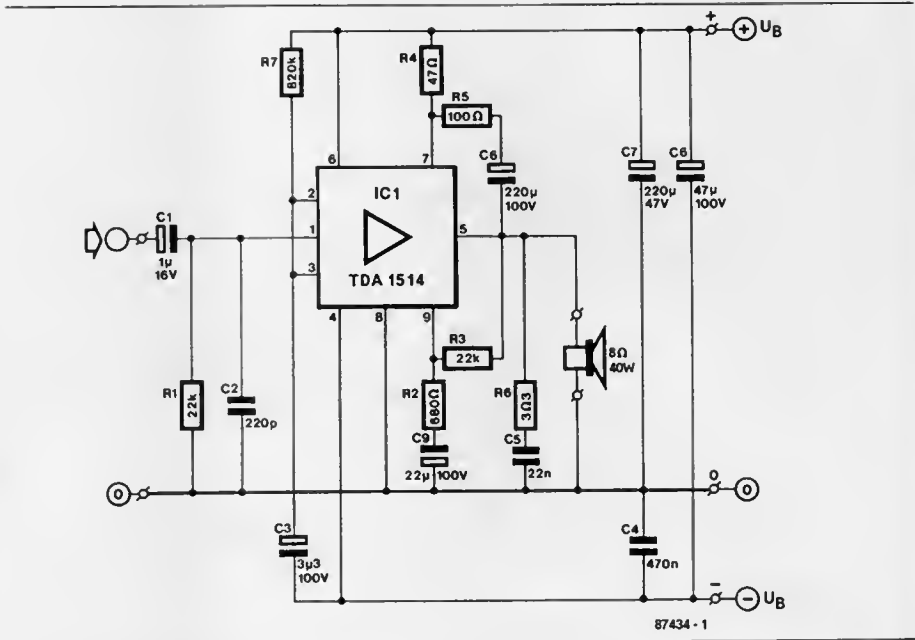 +
+ U_B
R7
820k
R4
47Ω
R5
100Ω
C6
220µ
100V
6
7
C7
220µ
47V
C6
47µ
100V
2
IC1
C1
1µ
16V
1
5
3
TDA 1514
4
8
9
R3
22k
8Ω
40W
R1
22k
C2
220p
R2
680Ω
R6
3Ω3
C9
22µ 100V
C5
22n
0
0
0
C3
3µ3
100V
C4
470n
−
− U_B
87434 - 1